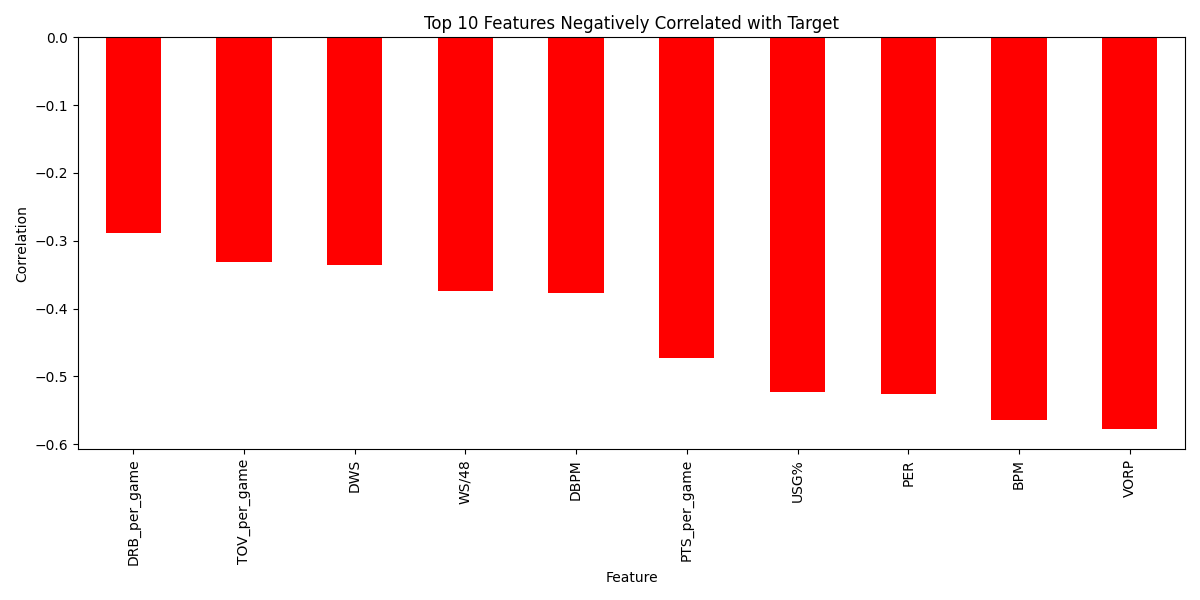 Top 10 Features Negatively Correlated with Target
Correlation
0.0
−0.1
−0.2
−0.3
−0.4
−0.5
−0.6
DRB_per_game
TOV_per_game
DWS
WS/48
DBPM
PTS_per_game
USG%
PER
BPM
VORP
Feature